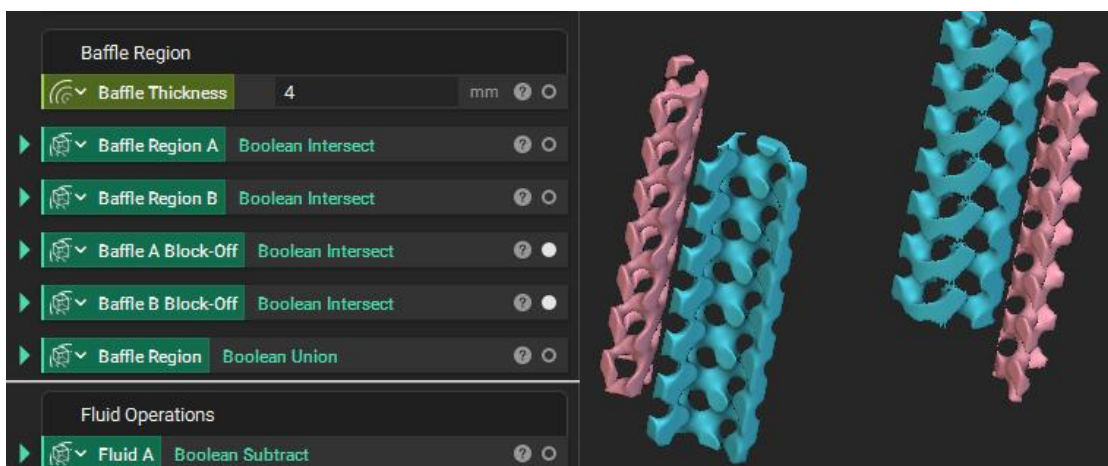 Baffle Region
Baffle Thickness 4 mm ?
Baffle Region A Boolean Intersect ?
Baffle Region B Boolean Intersect ?
Baffle A Block-Off Boolean Intersect ?
Baffle B Block-Off Boolean Intersect ?
Baffle Region Boolean Union ?
Fluid Operations
Fluid A Boolean Subtract ?